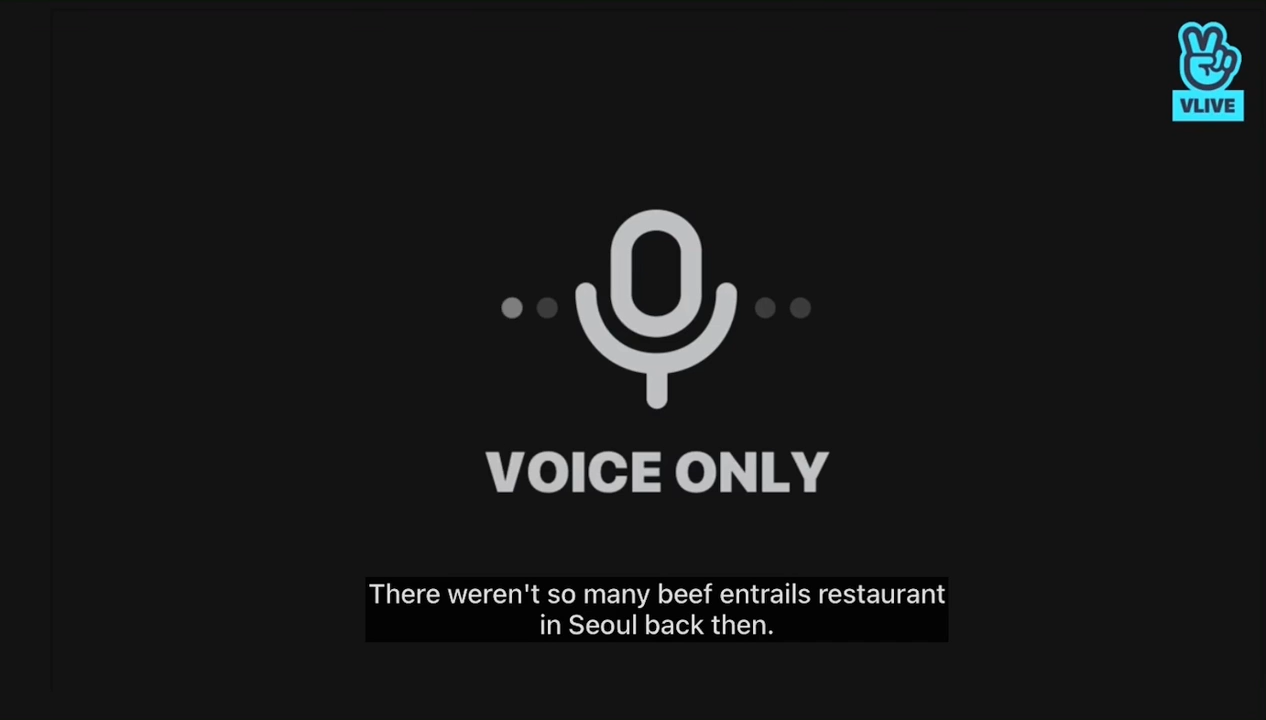 VLIVE
VOICE ONLY
There weren't so many beef entrails restaurant
in Seoul back then.